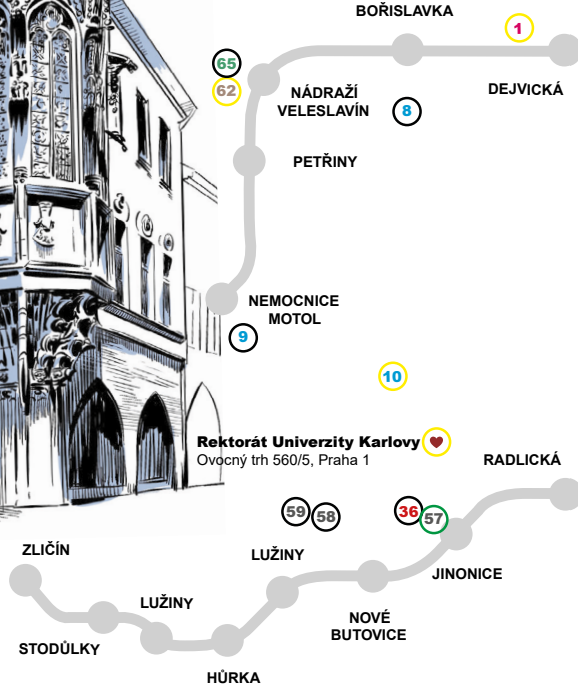 BOŘISLAVKA
1
65
62
NÁDRAŽÍ
VELESLAVÍN
DEJVICKÁ
8
PETŘINY
NEMOCNICE
MOTOL
9
10
Rektorát Univerzity Karlovy
Ovocný trh 560/5, Praha 1
RADLICKÁ
59
58
36
57
ZLIČÍN
LUŽINY
JINONICE
LUŽINY
NOVÉ
BUTOVICE
STODŮLKY
HŮRKA